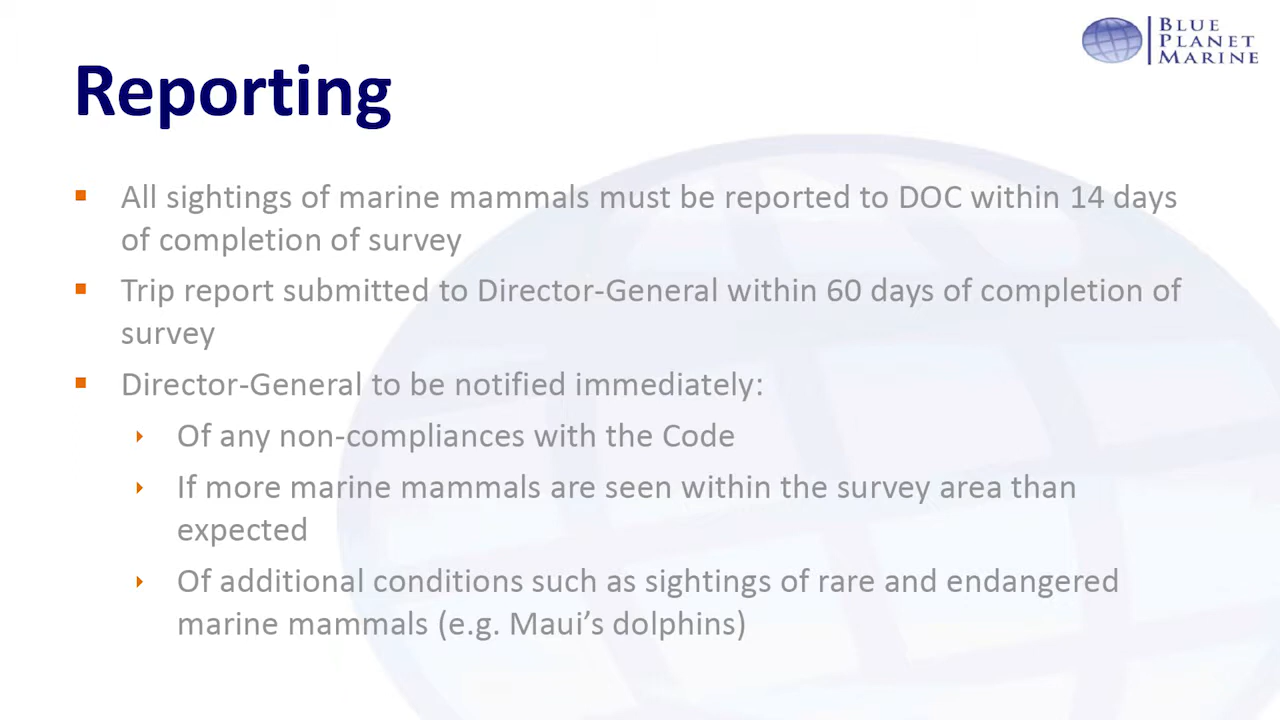 BLUE
PLANET
MARINE
Reporting
All sightings of marine mammals must be reported to DOC within 14 days
of completion of survey
Trip report submitted to Director-General within 60 days of completion of
survey
Director-General to be notified immediately:
Of any non-compliances with the Code
If more marine mammals are seen within the survey area than
expected
Of additional conditions such as sightings of rare and endangered
marine mammals (e.g. Maui’s dolphins)